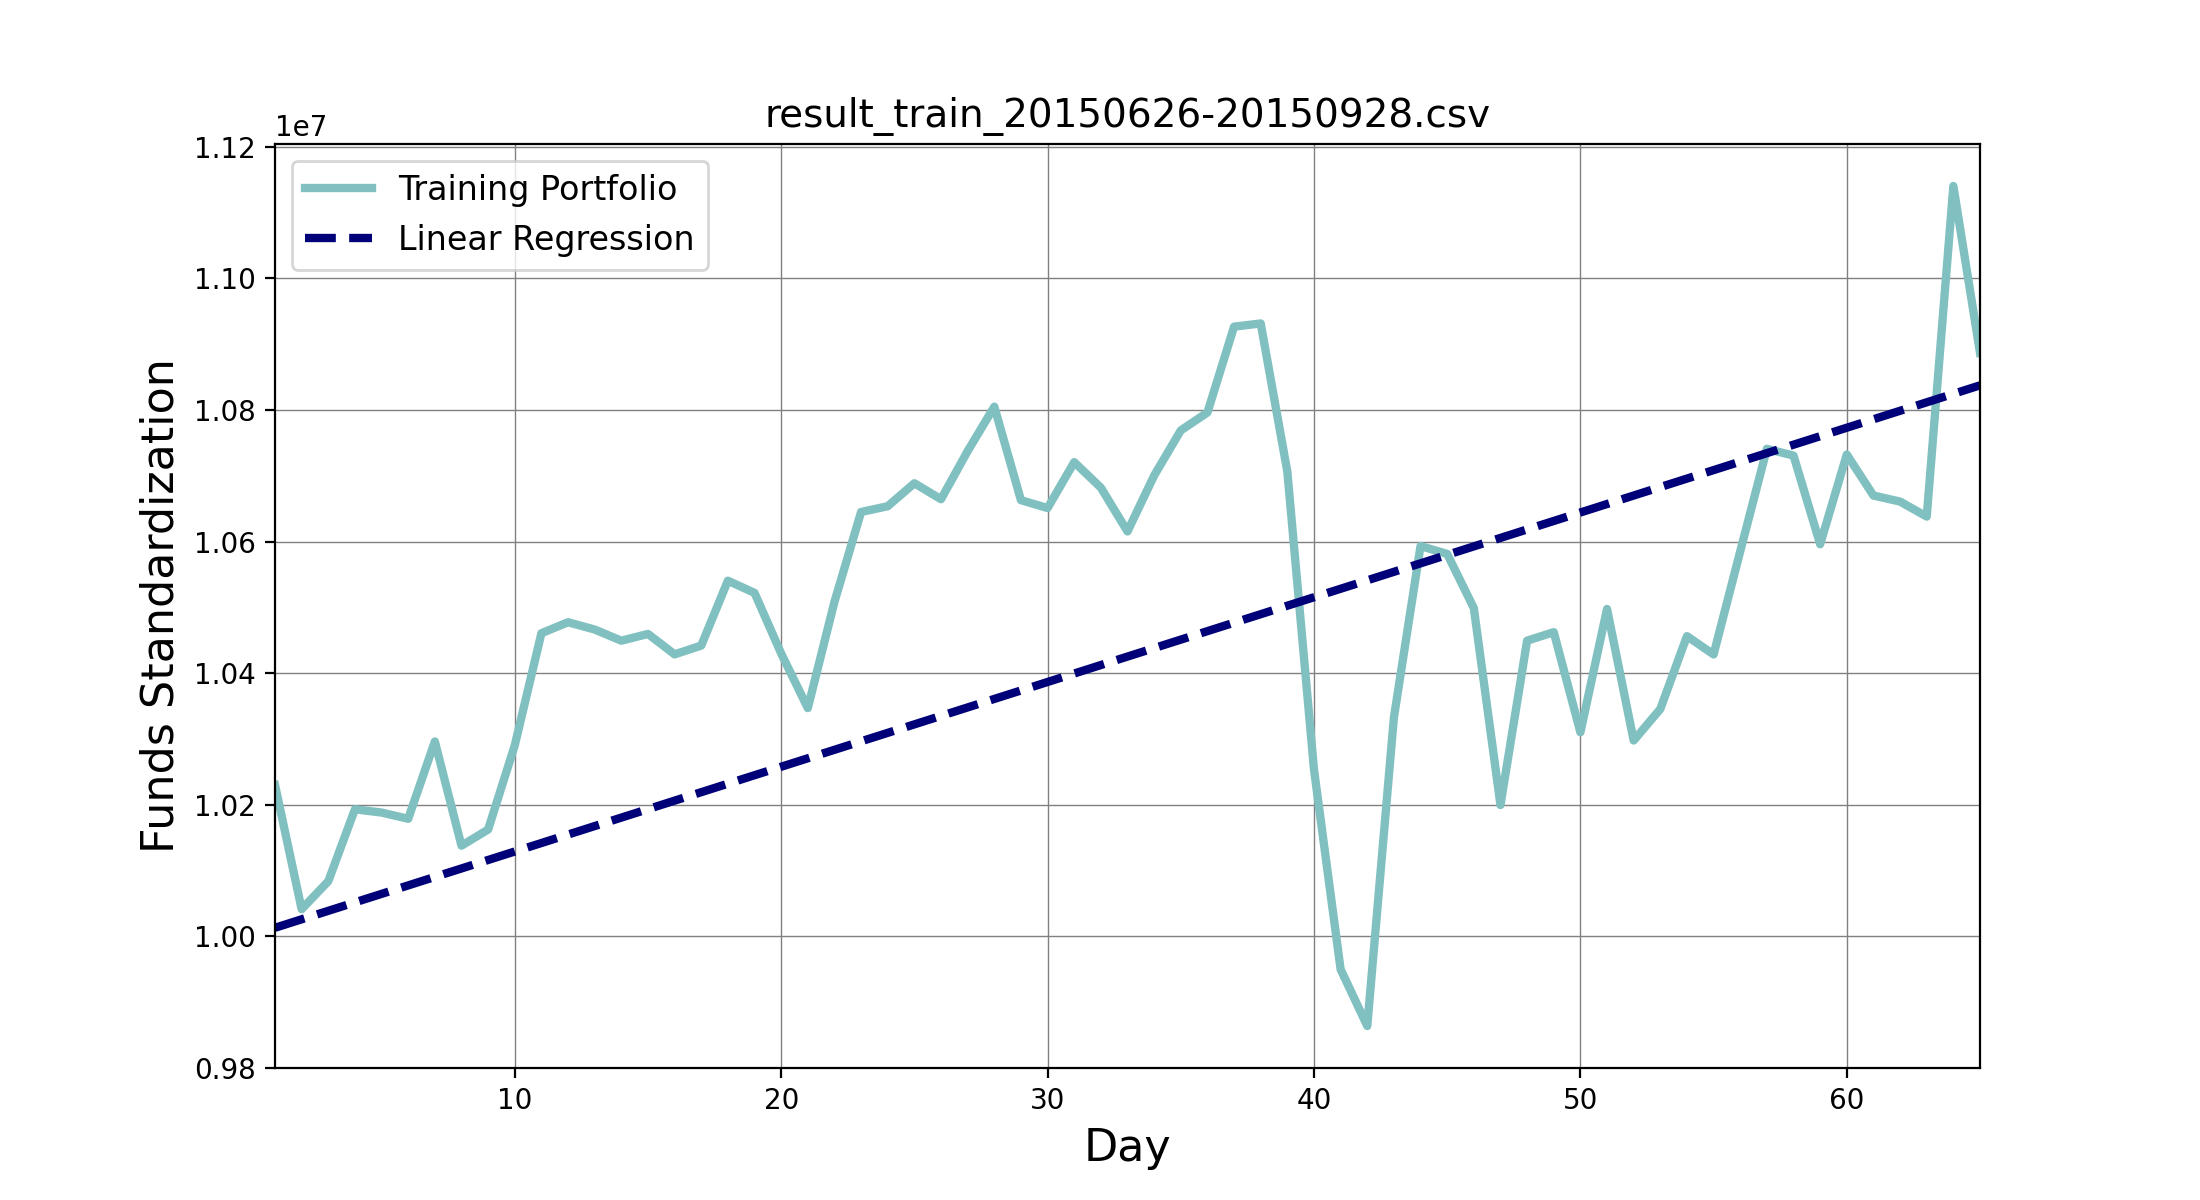 result_train_20150626-20150928.csv
1e7
1.12
1.10
1.08
1.06
1.04
1.02
1.00
0.98
Funds Standardization
Training Portfolio
Linear Regression
10 20 30 40 50 60
Day